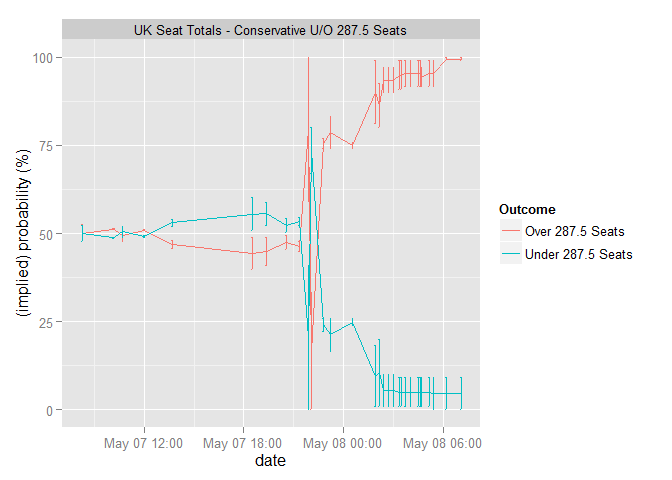 UK Seat Totals - Conservative U/O 287.5 Seats
100
75
50
25
0
(implied) probability (%)
May 07 12:00
May 07 18:00
May 08 00:00
May 08 06:00
date
Outcome
Over 287.5 Seats
Under 287.5 Seats